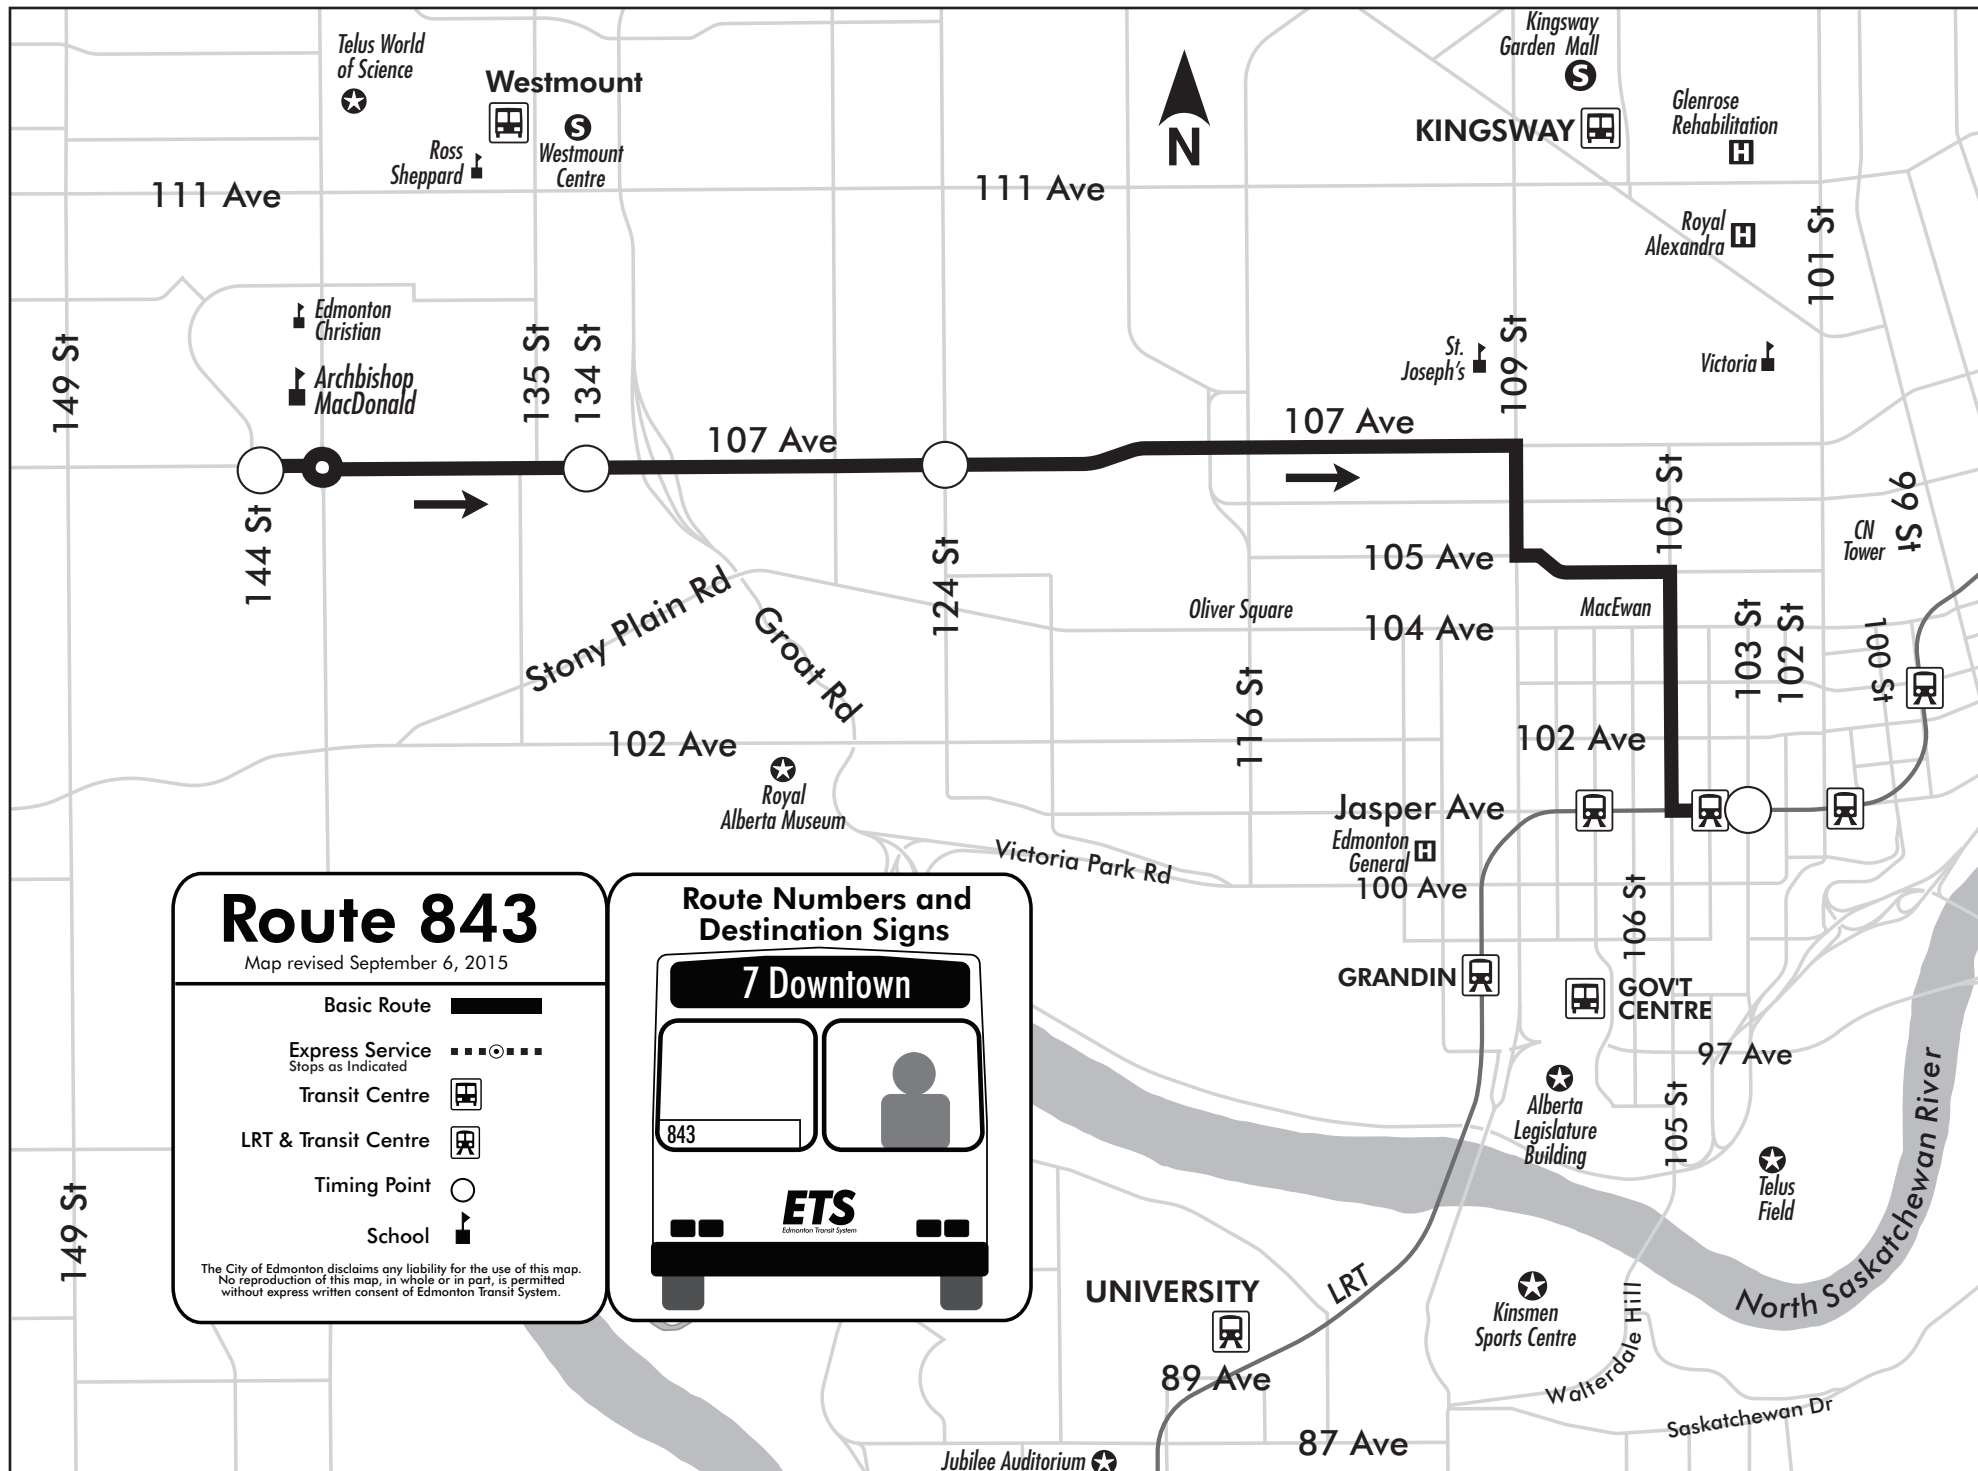 Telus World
of Science
Westmount
Ross
Sheppard
S
Westmount
Centre
N
Kingsway
Garden Mall
S
KINGSWAY
Glenrose
Rehabilitation
H
111 Ave
111 Ave
Royal
Alexandra
H
101 St
149 St
Edmonton
Christian
Archbishop
MacDonald
135 St
134 St
St.
Joseph's
109 St
Victoria
107 Ave
107 Ave
144 St
124 St
105 Ave
105 St
CN
Tower
99 St
Stony Plain Rd
Groat Rd
Oliver Square
104 Ave
MacEwan
103 St
102 St
100 St
116 St
102 Ave
102 Ave
Royal
Alberta Museum
Jasper Ave
Edmonton
General
H
Victoria Park Rd
100 Ave
106 St
GRANDIN
GOV'T
CENTRE
97 Ave
105 St
Alberta
Legislature
Building
Telus
Field
North Saskatchewan River
Route 843
Map revised September 6, 2015
Basic Route
Express Service
Stops as Indicated
Transit Centre
LRT & Transit Centre
Timing Point
School
The City of Edmonton disclaims any liability for the use of this map.
No reproduction of this map, in whole or in part, is permitted
without express written consent of Edmonton Transit System.
Route Numbers and
Destination Signs
7 Downtown
843
ETS
Edmonton Transit System
149 St
UNIVERSITY
LRT
89 Ave
Kinsmen
Sports Centre
Walterdale Hill
Saskatchewan Dr
87 Ave
Jubilee Auditorium